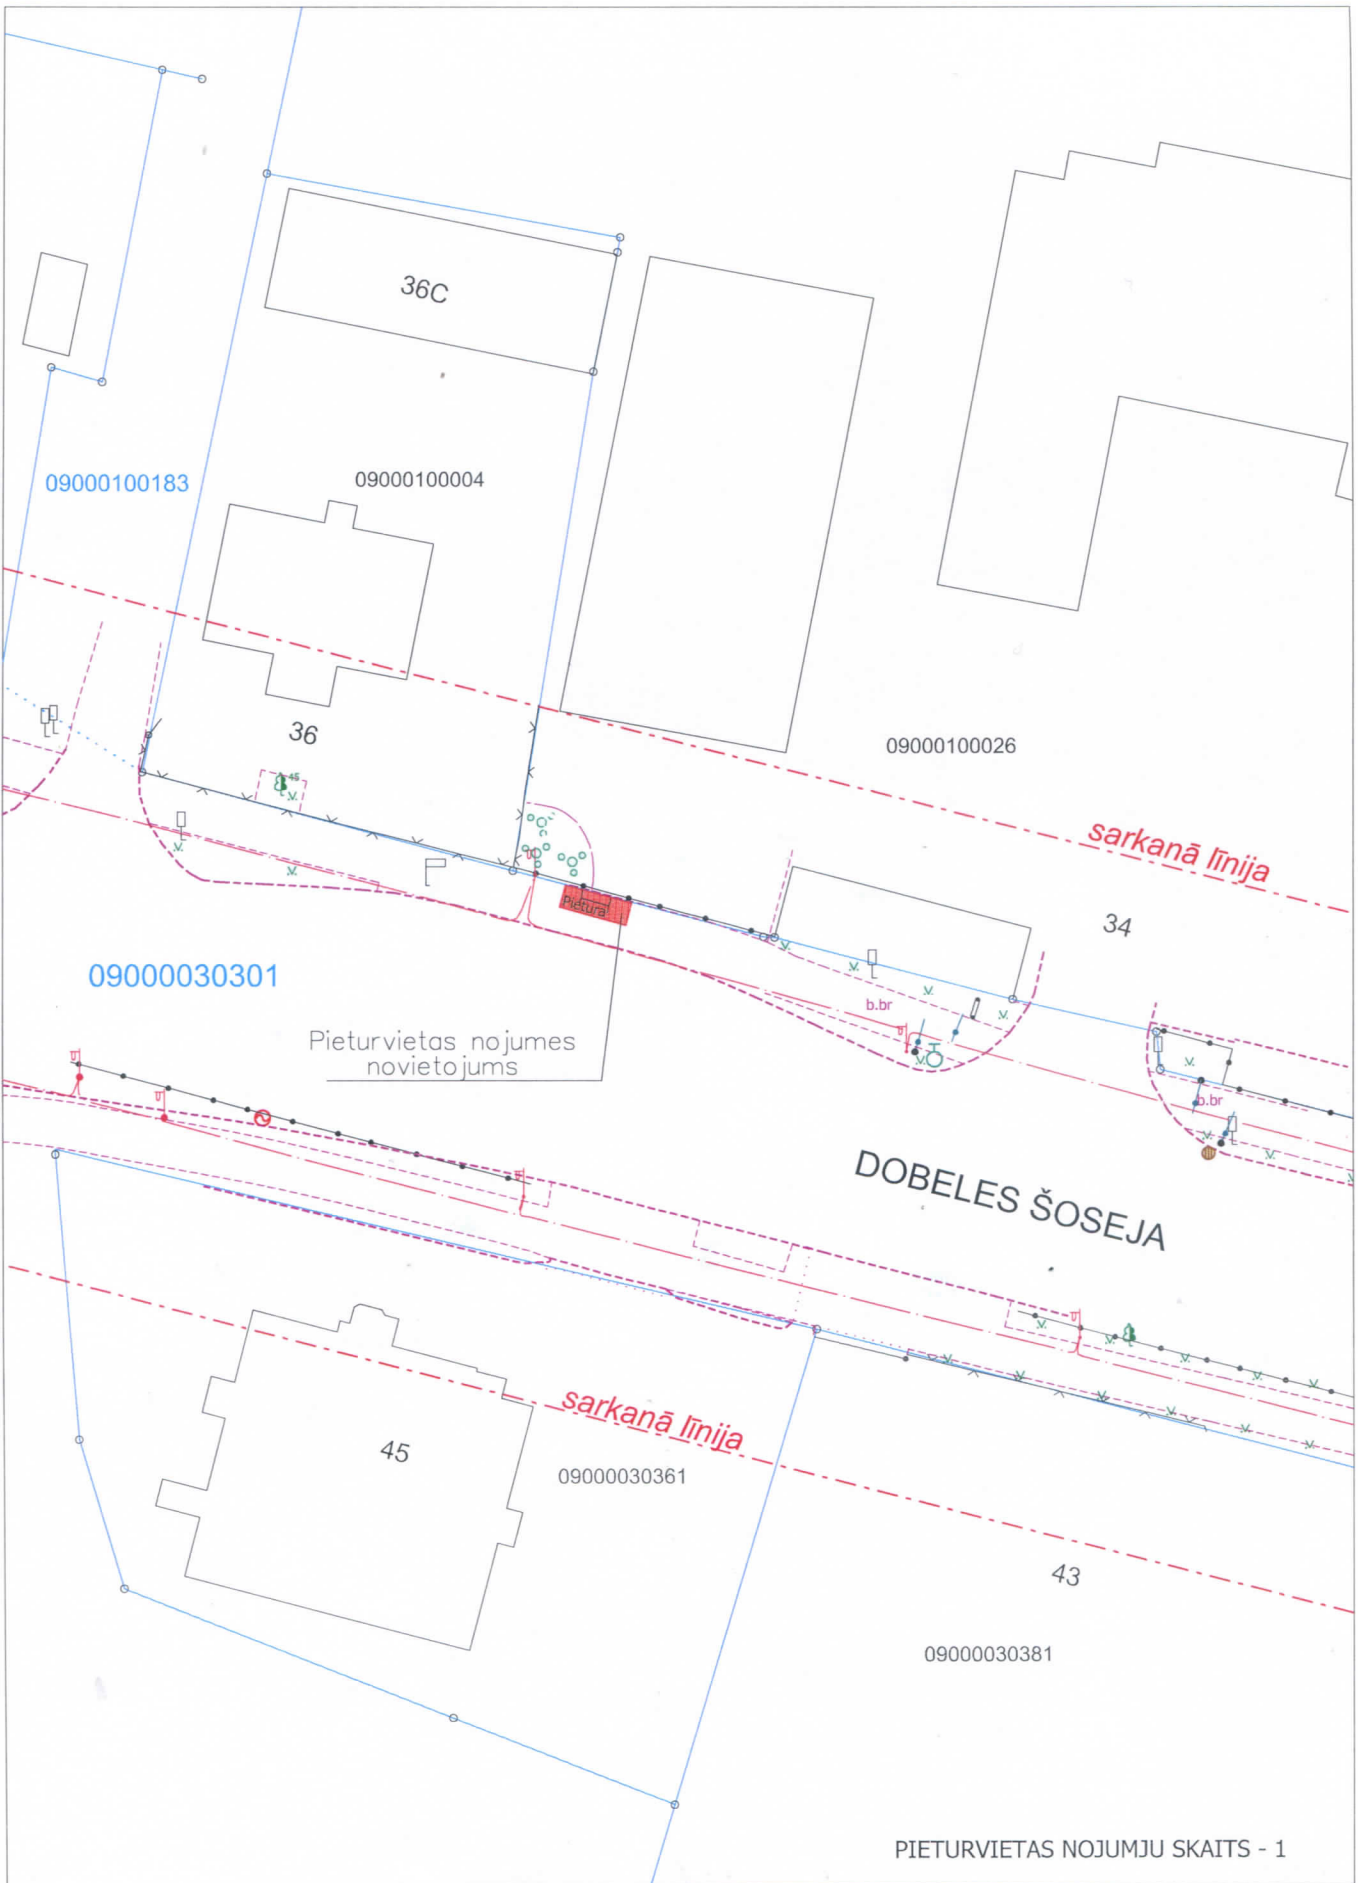 36C
09000100183
09000100004
36
45
09000100026
sarkanā līnija
34
Pietura
09000030301
b.br
Pieturvietas nojumes
novietojums
b.br
DOBELES ŠOSEJA
sarkanā līnija
45
09000030361
43
09000030381
PIETURVIETAS NOJUMJU SKAITS - 1